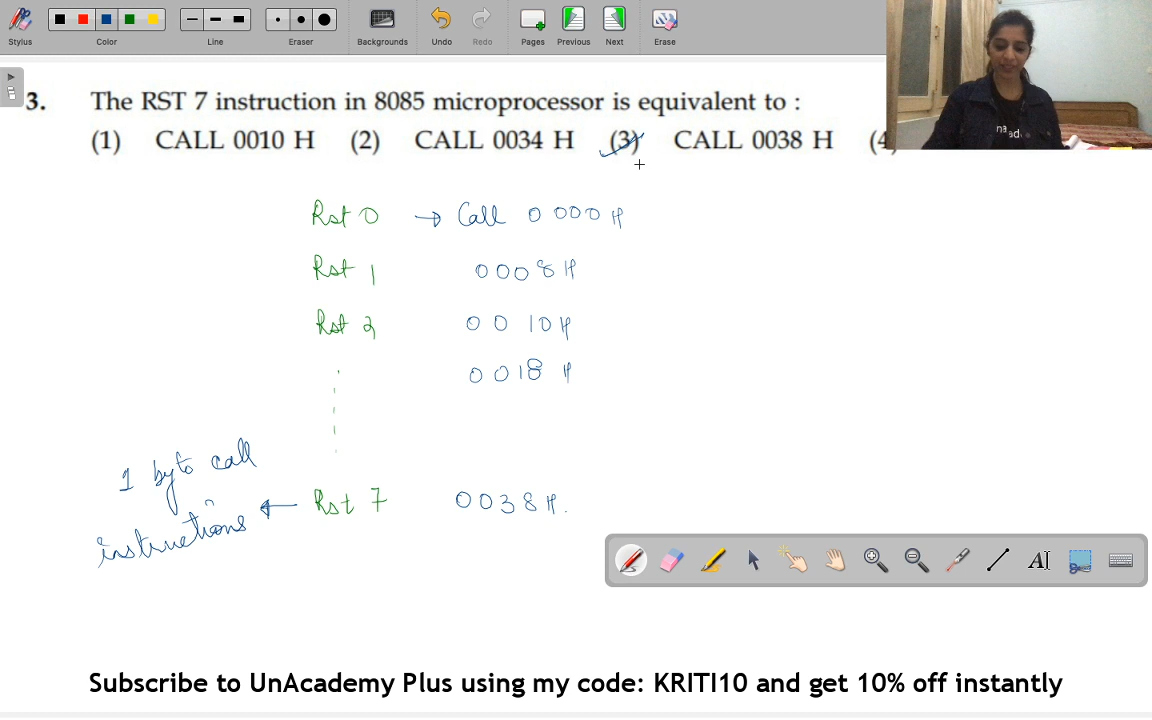 Stylus Color Line Eraser Backgrounds Undo Redo Pages Previous Next Erase
3. The RST 7 instruction in 8085 microprocessor is equivalent to :
(1) CALL 0010 H (2) CALL 0034 H (3) CALL 0038 H (4
Rst 0 → Call 0000 H
Rst 1 0008 H
Rst 2 0010 H
0018 H
1 byte call
instructions ← Rst 7 0038 H.
Subscribe to UnAcademy Plus using my code: KRITI10 and get 10% off instantly